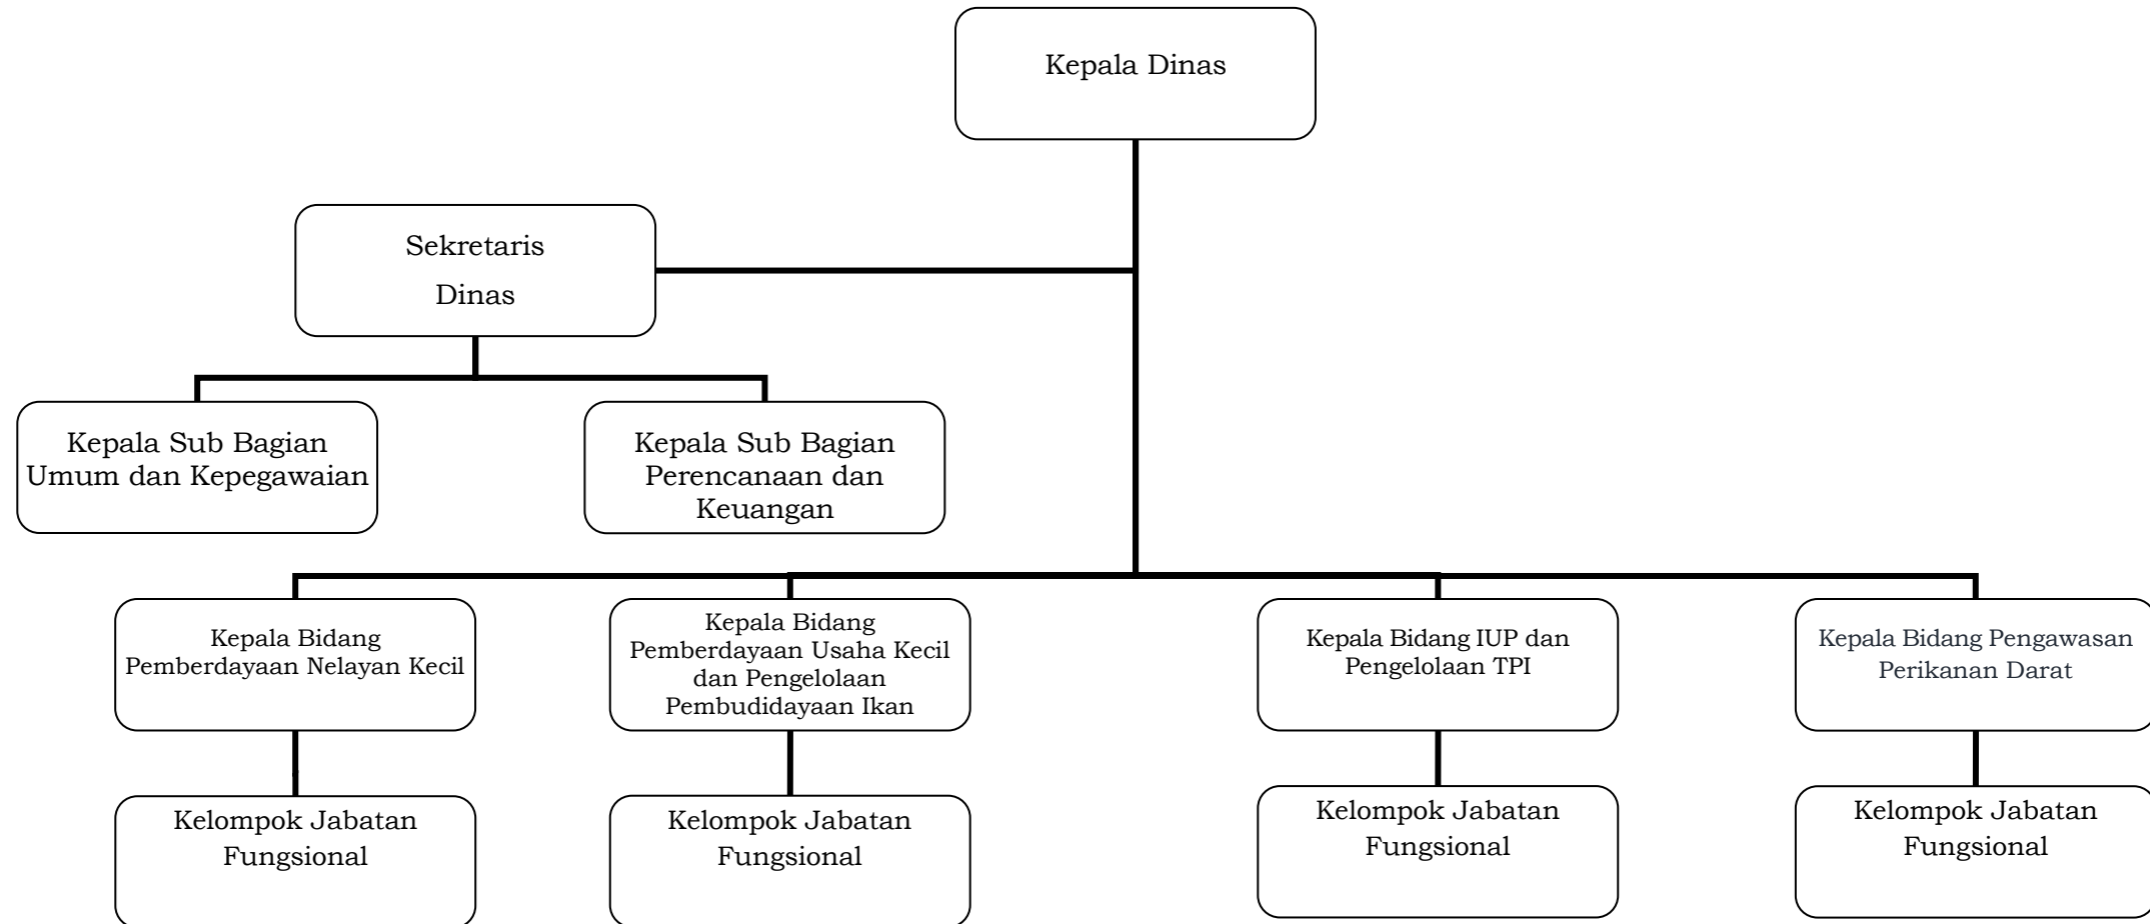 Kepala Dinas
Sekretaris
Dinas
Kepala Sub Bagian
Umum dan Kepegawaian
Kepala Sub Bagian
Perencanaan dan
Keuangan
Kepala Bidang
Pemberdayaan Nelayan Kecil
Kepala Bidang
Pemberdayaan Usaha Kecil
dan Pengelolaan
Pembudidayaan Ikan
Kepala Bidang IUP dan
Pengelolaan TPI
Kepala Bidang Pengawasan
Perikanan Darat
Kelompok Jabatan
Fungsional
Kelompok Jabatan
Fungsional
Kelompok Jabatan
Fungsional
Kelompok Jabatan
Fungsional